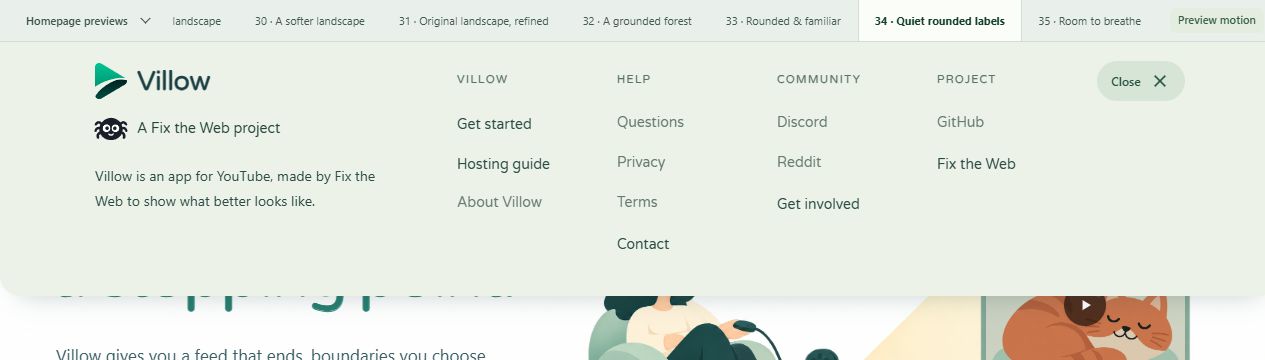 Homepage previews
landscape
30 · A softer landscape
31 · Original landscape, refined
32 · A grounded forest
33 · Rounded & familiar
34 · Quiet rounded labels
35 · Room to breathe
Preview motion
Villow
A Fix the Web project
Villow is an app for YouTube, made by Fix the
Web to show what better looks like.
VILLOW
Get started
Hosting guide
About Villow
HELP
Questions
Privacy
Terms
Contact
COMMUNITY
Discord
Reddit
Get involved
PROJECT
GitHub
Fix the Web
Close
Villow gives you a feed that ends, boundaries you choose